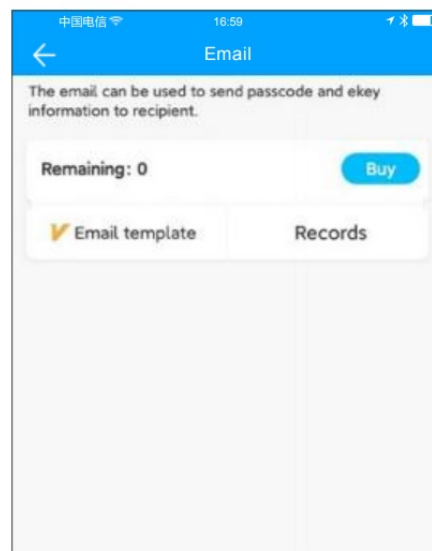 中国电信 16:59
Email
The email can be used to send passcode and ekey
information to recipient.
Remaining: 0 Buy
Email template Records